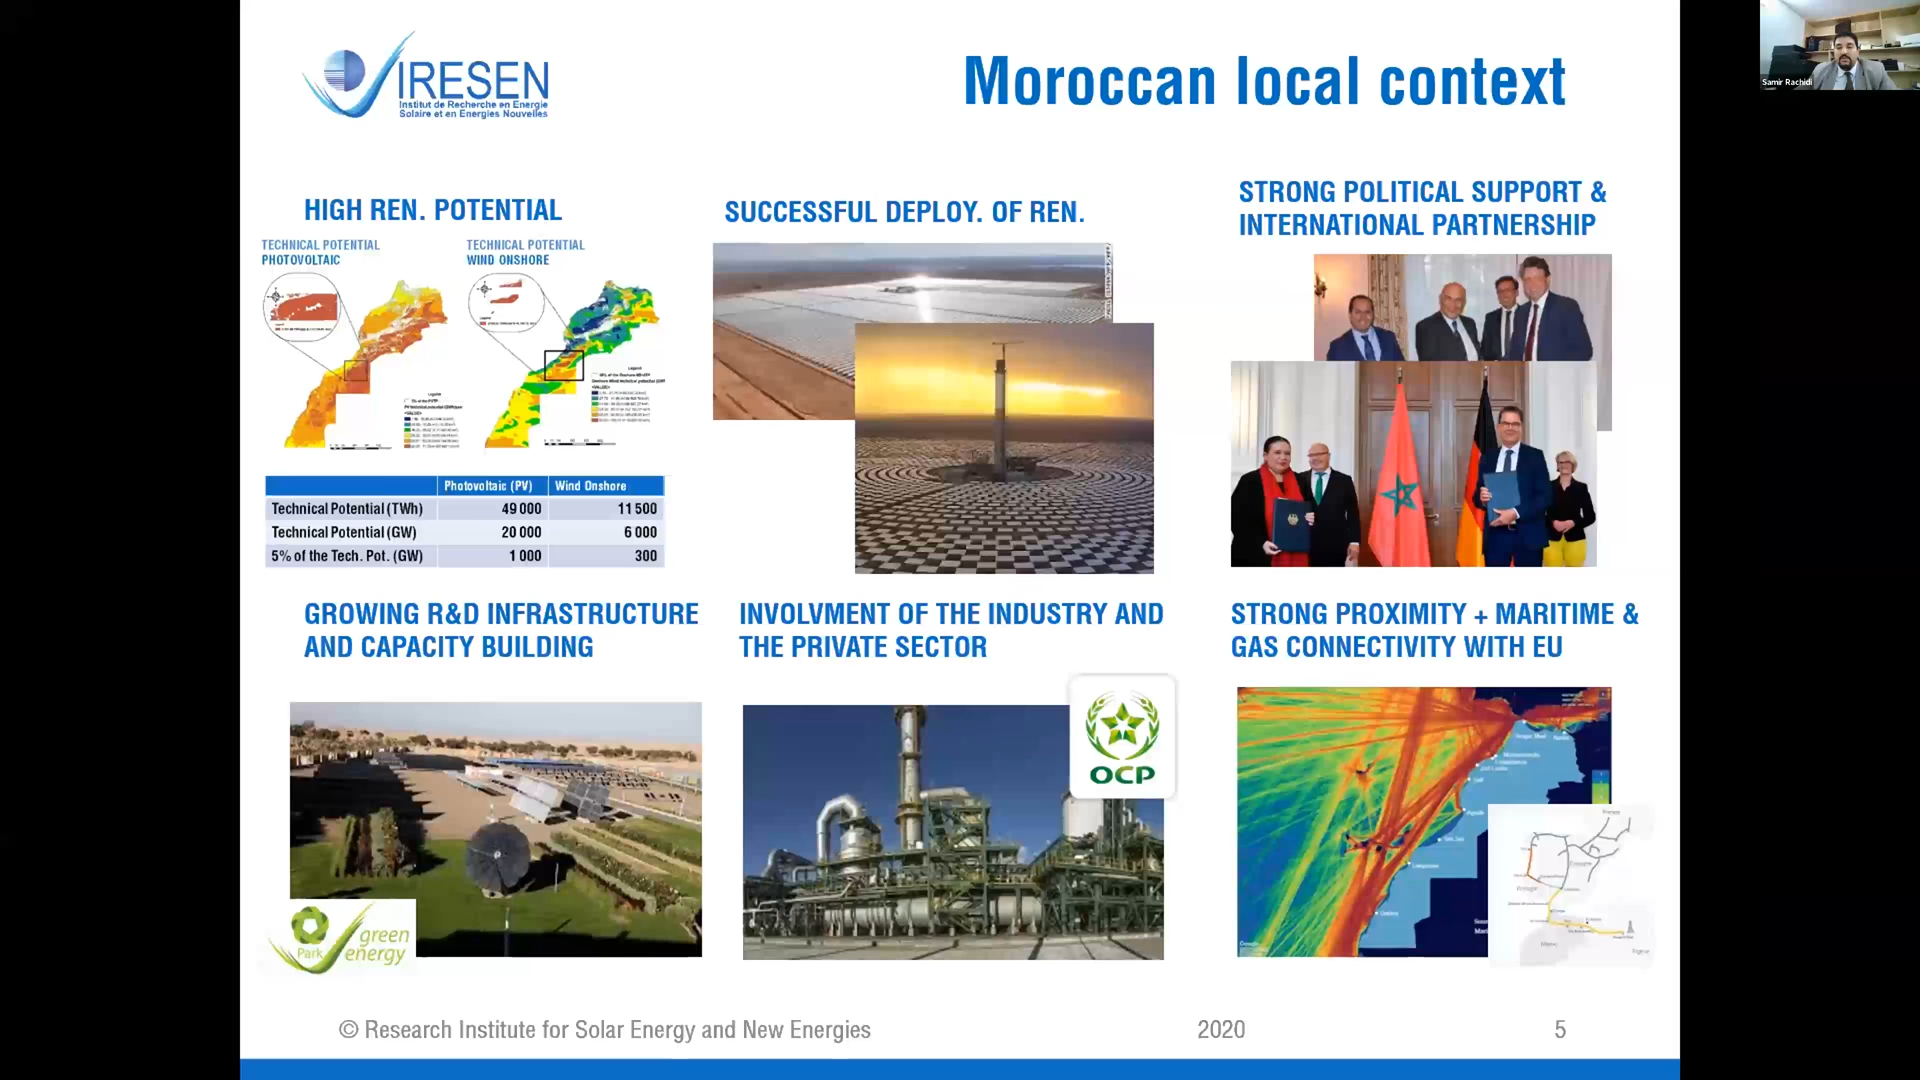 IRESEN
Institut de Recherche en Energie
Solaire et en Energies Nouvelles
Moroccan local context
Samir Rachidi
HIGH REN. POTENTIAL
TECHNICAL POTENTIAL
PHOTOVOLTAIC
TECHNICAL POTENTIAL
WIND ONSHORE
Legend
Legend
Photovoltaic (PV) Wind Onshore
Technical Potential (TWh) 49 000 11 500
Technical Potential (GW) 20 000 6 000
5% of the Tech. Pot. (GW) 1 000 300
SUCCESSFUL DEPLOY. OF REN.
STRONG POLITICAL SUPPORT &
INTERNATIONAL PARTNERSHIP
GROWING R&D INFRASTRUCTURE
AND CAPACITY BUILDING
Park
green
energy
INVOLVMENT OF THE INDUSTRY AND
THE PRIVATE SECTOR
OCP
STRONG PROXIMITY + MARITIME &
GAS CONNECTIVITY WITH EU
© Research Institute for Solar Energy and New Energies
2020
5